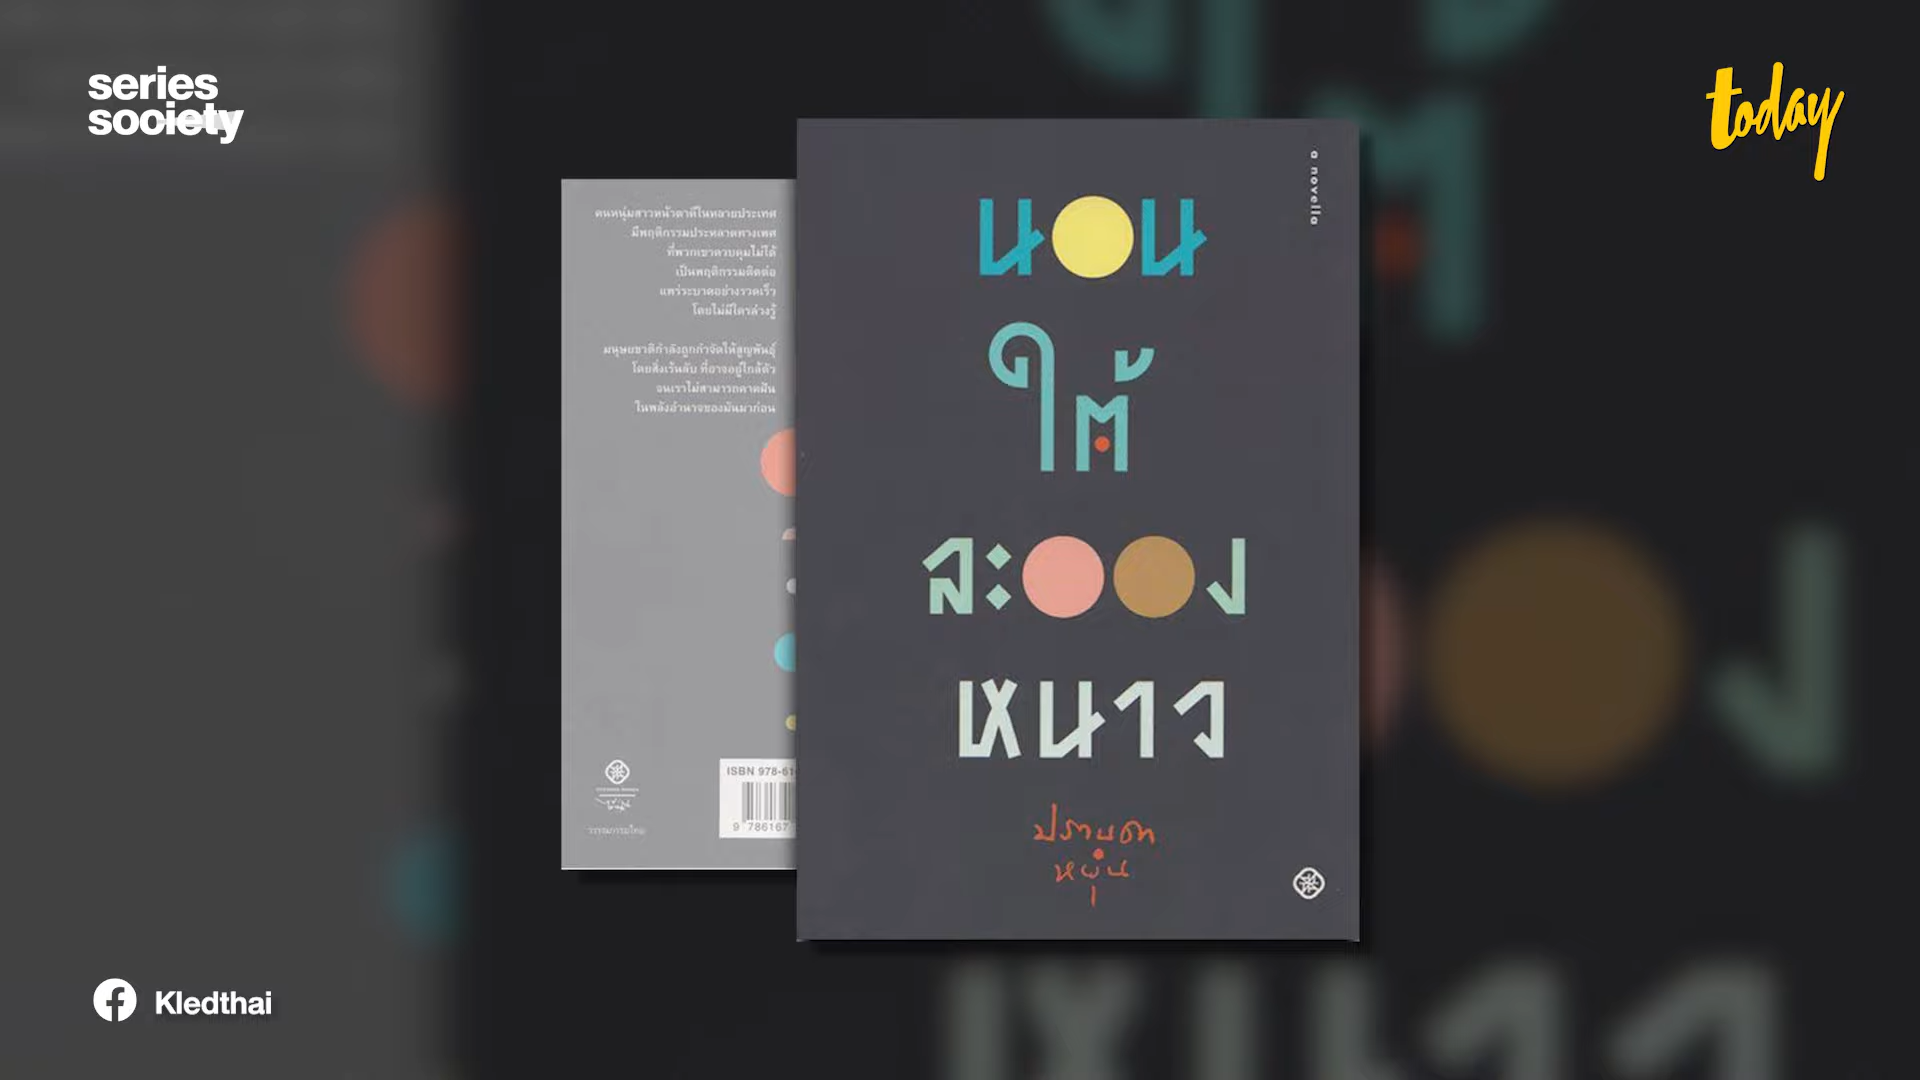 series
society
today
คนหนุ่มสาวหน้าตาดีในหลายประเทศ
มีพฤติกรรมประหลาดทางเพศ
ที่พวกเขาควบคุมไม่ได้
เป็นพฤติกรรมติดต่อ
แพร่ระบาดอย่างรวดเร็ว
โดยไม่มีใครล่วงรู้
มนุษยชาติกำลังถูกกำจัดให้สูญพันธุ์
โดยสิ่งเร้นลับ ที่อาจอยู่ใกล้ตัว
จนเราไม่สามารถคาดฝัน
ในพลังอำนาจของมันมาก่อน
ISBN 978-61
9 786167
วรรณกรรมไทย
a novella
นอน
ใต้
ละออง
หนาว
ปราบดา
หยุ่น
Kledthai